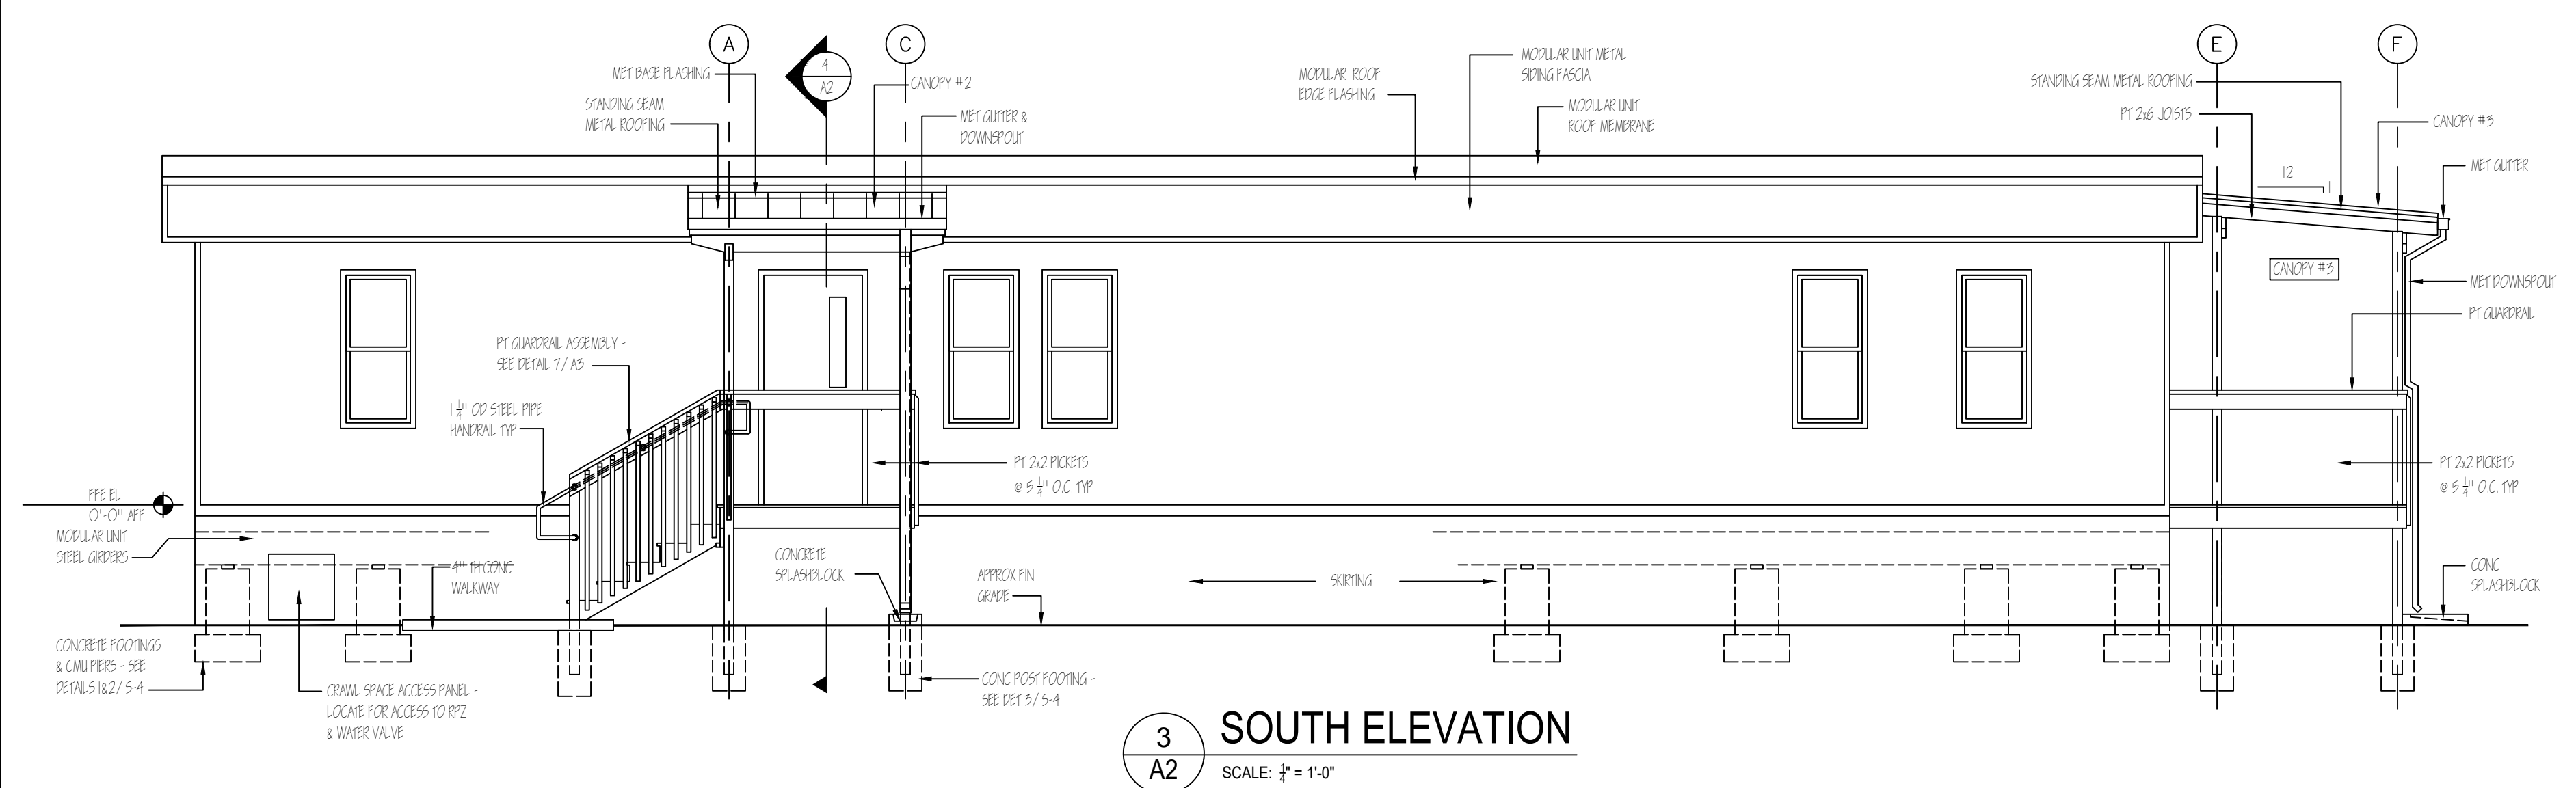 A
C
E
F
4
A2
MET BASE FLASHING
STANDING SEAM
METAL ROOFING
CANOPY #2
MET GUTTER &
DOWNSPOUT
MODULAR ROOF
EDGE FLASHING
MODULAR UNIT METAL
SIDING FASCIA
MODULAR UNIT
ROOF MEMBRANE
STANDING SEAM METAL ROOFING
PT 2x6 JOISTS
CANOPY #3
MET GUTTER
12
1
CANOPY #3
MET DOWNSPOUT
PT GUARDRAIL
PT GUARDRAIL ASSEMBLY -
SEE DETAIL 7/ A3
1 1/4" OD STEEL PIPE
HANDRAIL TYP
PT 2x2 PICKETS
@ 5 1/4" O.C. TYP
PT 2x2 PICKETS
@ 5 1/4" O.C. TYP
FFE EL
0'-0" AFF
MODULAR UNIT
STEEL GIRDERS
4" TH CONC
WALKWAY
CONCRETE
SPLASHBLOCK
APPROX FIN
GRADE
SKIRTING
CONC
SPLASHBLOCK
CONCRETE FOOTINGS
& CMU PIERS - SEE
DETAILS 1&2/ S-4
CRAWL SPACE ACCESS PANEL -
LOCATE FOR ACCESS TO RPZ
& WATER VALVE
CONC POST FOOTING -
SEE DET 3/ S-4
3
A2
SOUTH ELEVATION
SCALE: 1/4" = 1'-0"